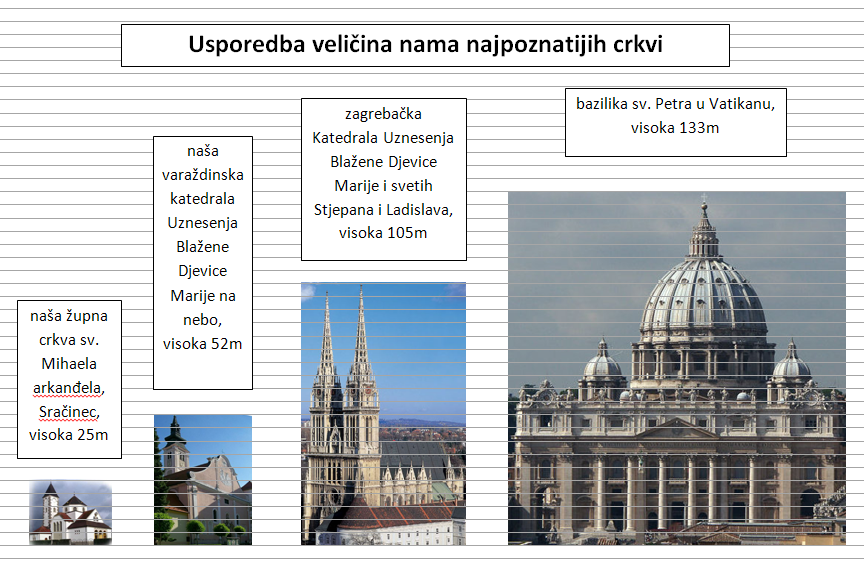 Usporedba veličina nama najpoznatijih crkvi
naša župna
crkva sv.
Mihaela
arkanđela,
Sračinec,
visoka 25m
naša
varaždinska
katedrala
Uznesenja
Blažene
Djevice
Marije na
nebo,
visoka 52m
zagrebačka
Katedrala Uznesenja
Blažene Djevice
Marije i svetih
Stjepana i Ladislava,
visoka 105m
bazilika sv. Petra u Vatikanu,
visoka 133m